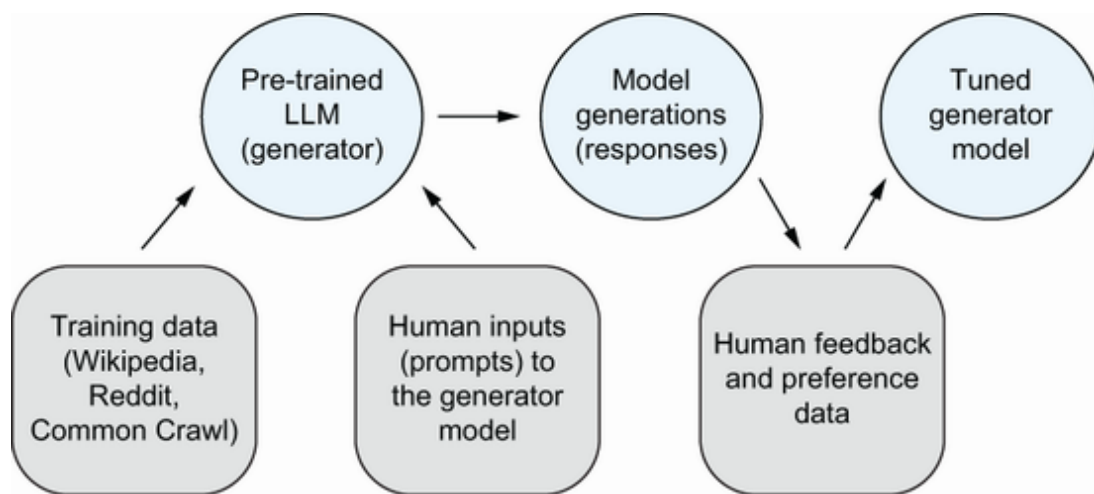 Pre-trained
LLM
(generator)
Model
generations
(responses)
Tuned
generator
model
Training data
(Wikipedia,
Reddit,
Common Crawl)
Human inputs
(prompts) to
the generator
model
Human feedback
and preference
data